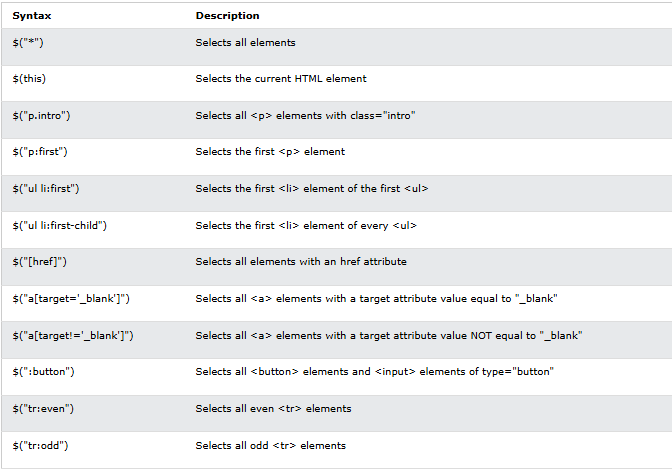 Syntax Description
$("*") Selects all elements
$(this) Selects the current HTML element
$("p.intro") Selects all <p> elements with class="intro"
$("p:first") Selects the first <p> element
$("ul li:first") Selects the first <li> element of the first <ul>
$("ul li:first-child") Selects the first <li> element of every <ul>
$("[href]") Selects all elements with an href attribute
$("a[target='_blank']") Selects all <a> elements with a target attribute value equal to "_blank"
$("a[target!='_blank']") Selects all <a> elements with a target attribute value NOT equal to "_blank"
$(":button") Selects all <button> elements and <input> elements of type="button"
$("tr:even") Selects all even <tr> elements
$("tr:odd") Selects all odd <tr> elements